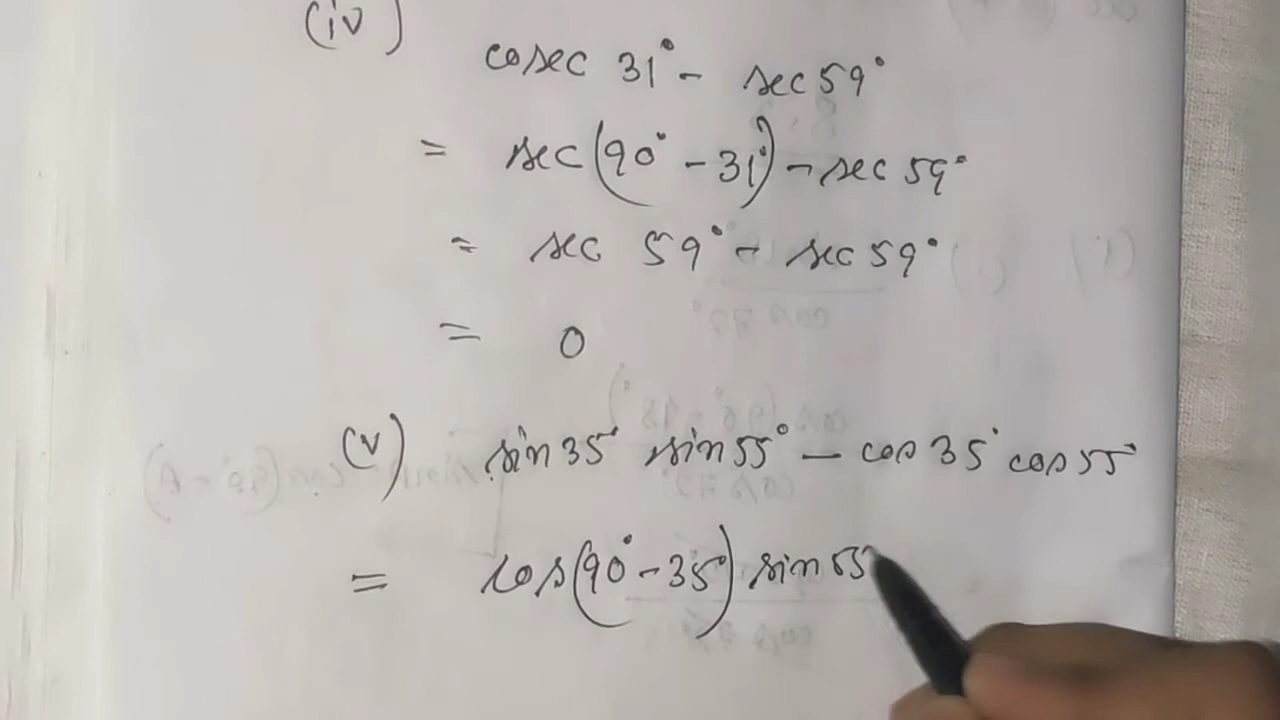 (iv)
cosec 31° - sec 59°
= sec(90° - 31°) - sec 59°
= sec 59° - sec 59°
= 0
(v) sin 35° sin 55° - cos 35° cos 55°
= cos(90° - 35°) sin 55